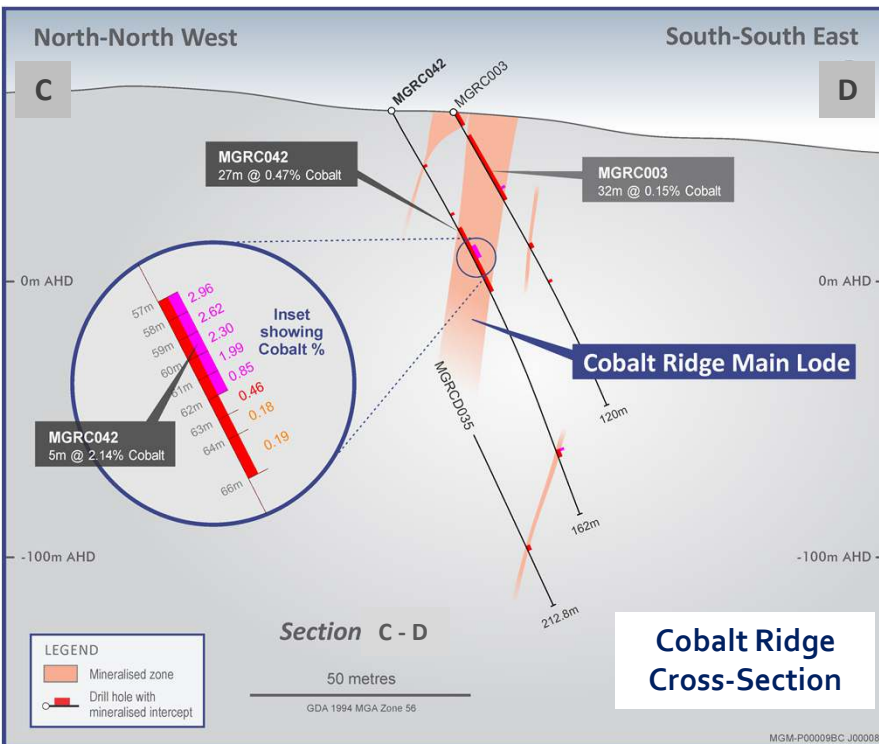 North-North West
South-South East
C
D
MGRC042
MGRC003
MGRC042
27m @ 0.47% Cobalt
MGRC003
32m @ 0.15% Cobalt
0m AHD
0m AHD
Inset
showing
Cobalt %
57m
58m
59m
60m
61m
62m
63m
64m
66m
2.96
2.62
2.30
1.99
0.85
0.46
0.18
0.19
MGRC042
5m @ 2.14% Cobalt
Cobalt Ridge Main Lode
MGRCD035
120m
162m
212.8m
-100m AHD
-100m AHD
Section C - D
50 metres
GDA 1994 MGA Zone 56
LEGEND
Mineralised zone
Drill hole with
mineralised intercept
Cobalt Ridge
Cross-Section
MGM-P00009BC J00008